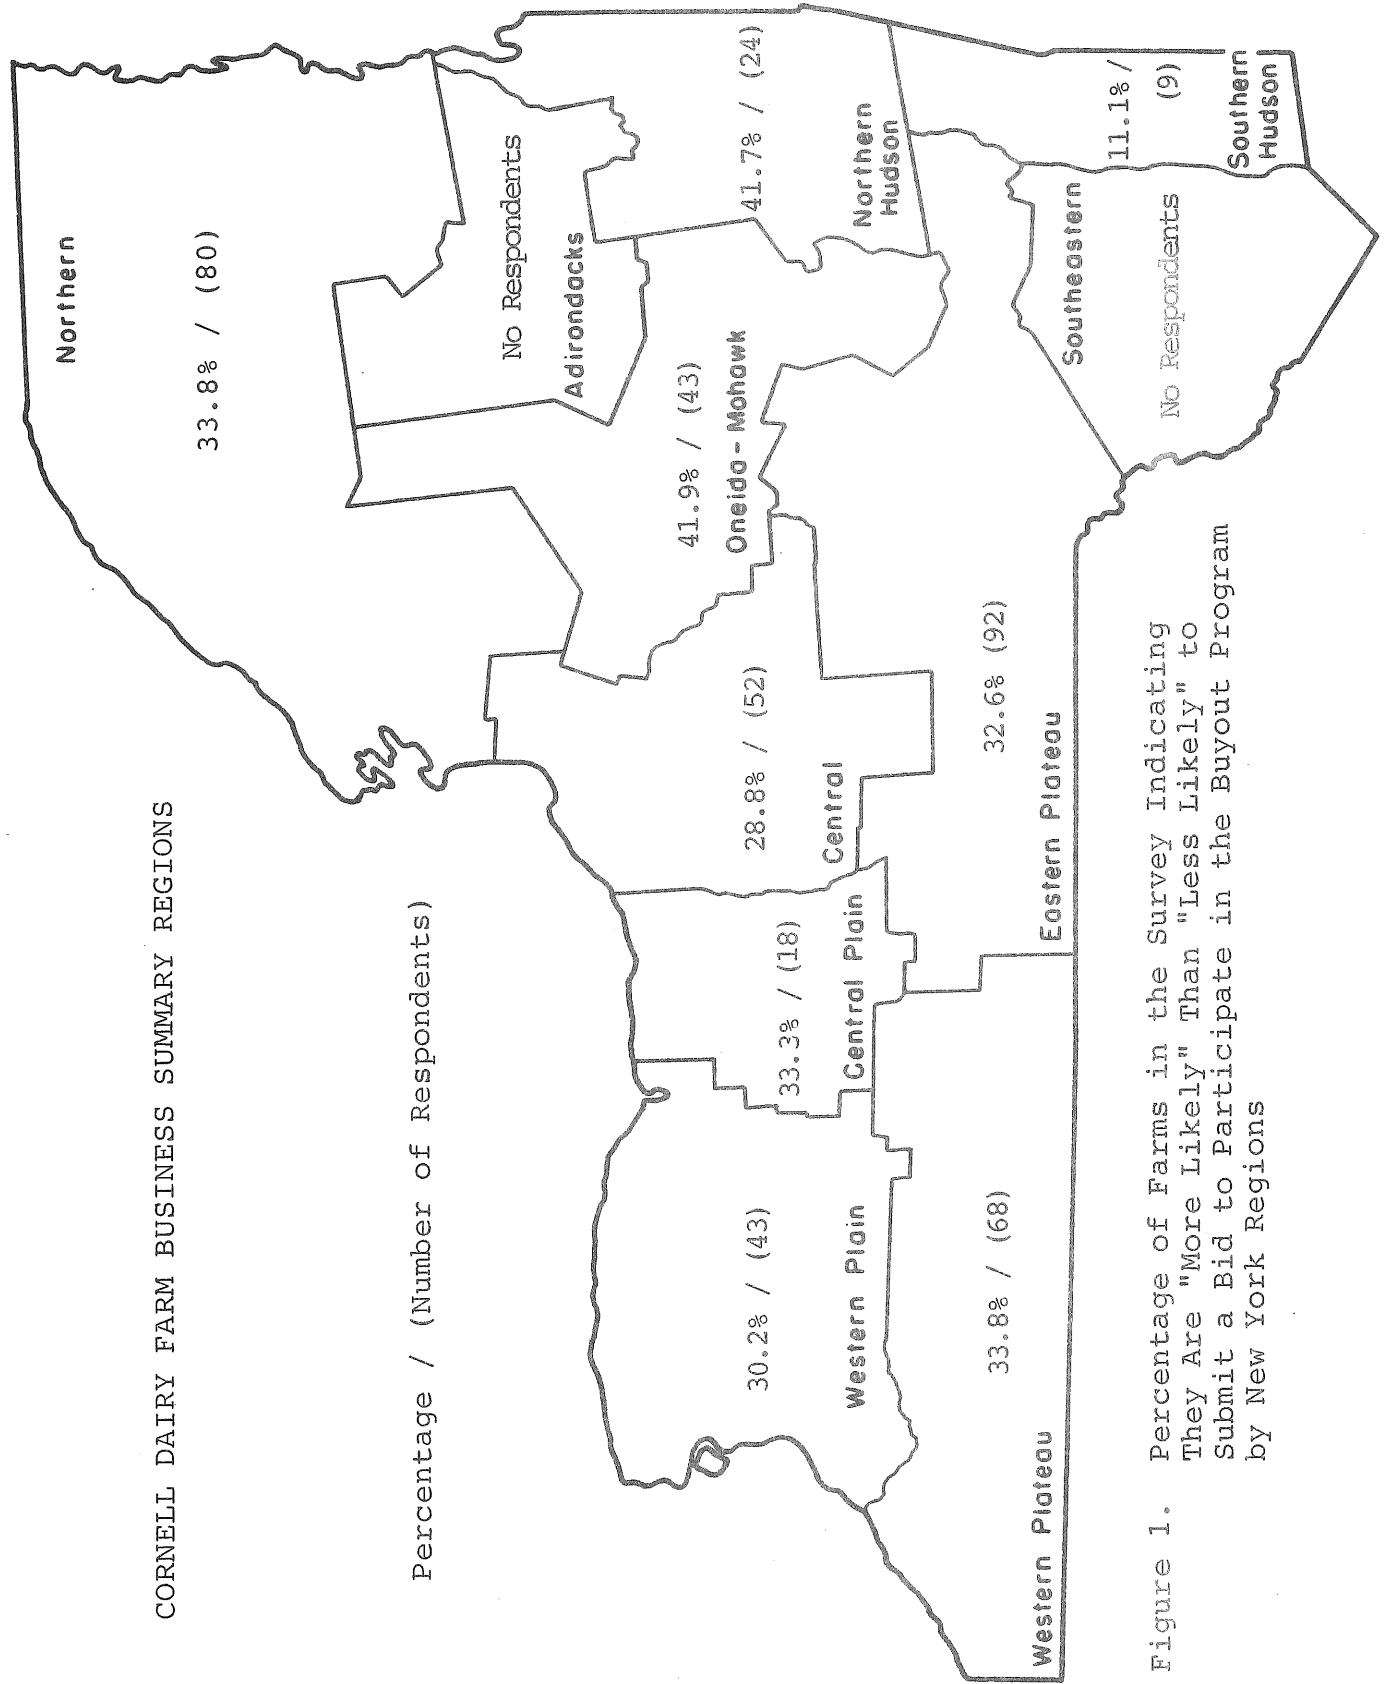 CORNELL DAIRY FARM BUSINESS SUMMARY REGIONS
Northern
33.8% / (80)
Percentage / (Number of Respondents)
No Respondents
Adirondacks
41.9% / (43)
Oneida-Mohawk
41.7% / (24)
Northern
Hudson
28.8% / (52)
Central
33.3% / (18)
Central Plain
30.2% / (43)
Western Plain
33.8% / (68)
Western Plateau
32.6% (92)
Eastern Plateau
Southeastern
No Respondents
11.1% /
(9)
Southern
Hudson
Figure 1. Percentage of Farms in the Survey Indicating
They Are "More Likely" Than "Less Likely" to
Submit a Bid to Participate in the Buyout Program
by New York Regions